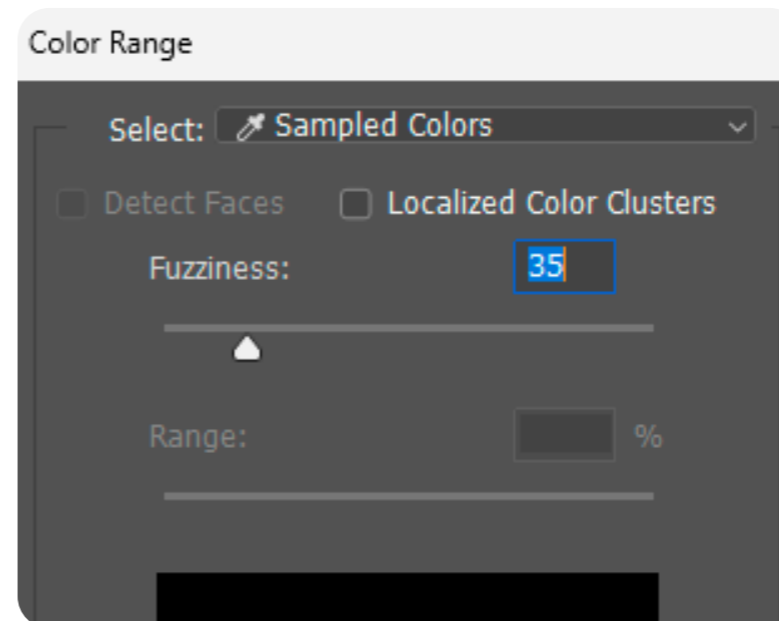 Color Range
Select: Sampled Colors
Detect Faces Localized Color Clusters
Fuzziness: 35
Range: %